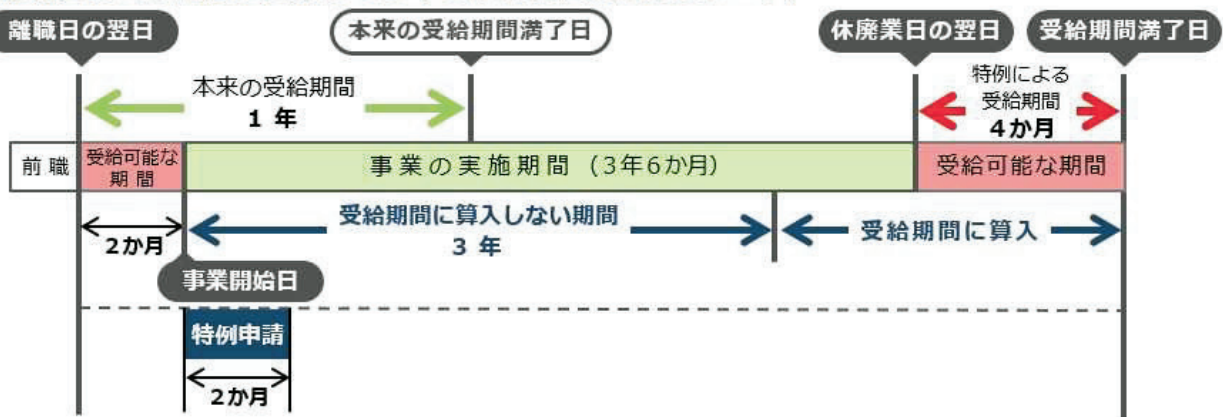 離職日の翌日
本来の受給期間満了日
休廃業日の翌日
受給期間満了日
本来の受給期間
1 年
特例による
受給期間
4か月
前職
受給可能な
期間
事業の実施期間（3年6か月）
受給可能な期間
2か月
受給期間に算入しない期間
3 年
受給期間に算入
事業開始日
特例申請
2か月